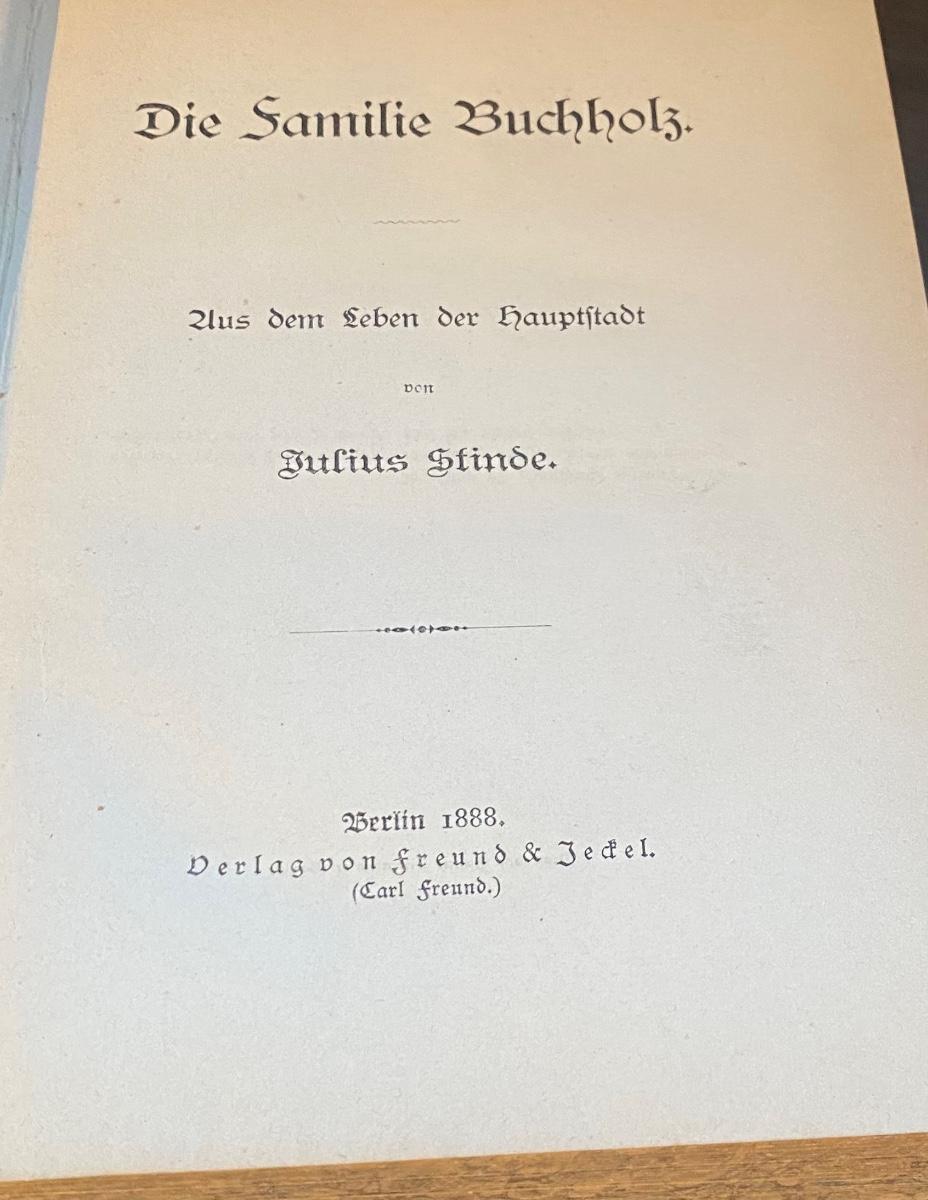 Die Familie Buchholz.
Aus dem Leben der Hauptſtadt
von
Julius Stinde.
Berlin 1888.
Verlag von Freund & Jeckel.
(Carl Freund.)